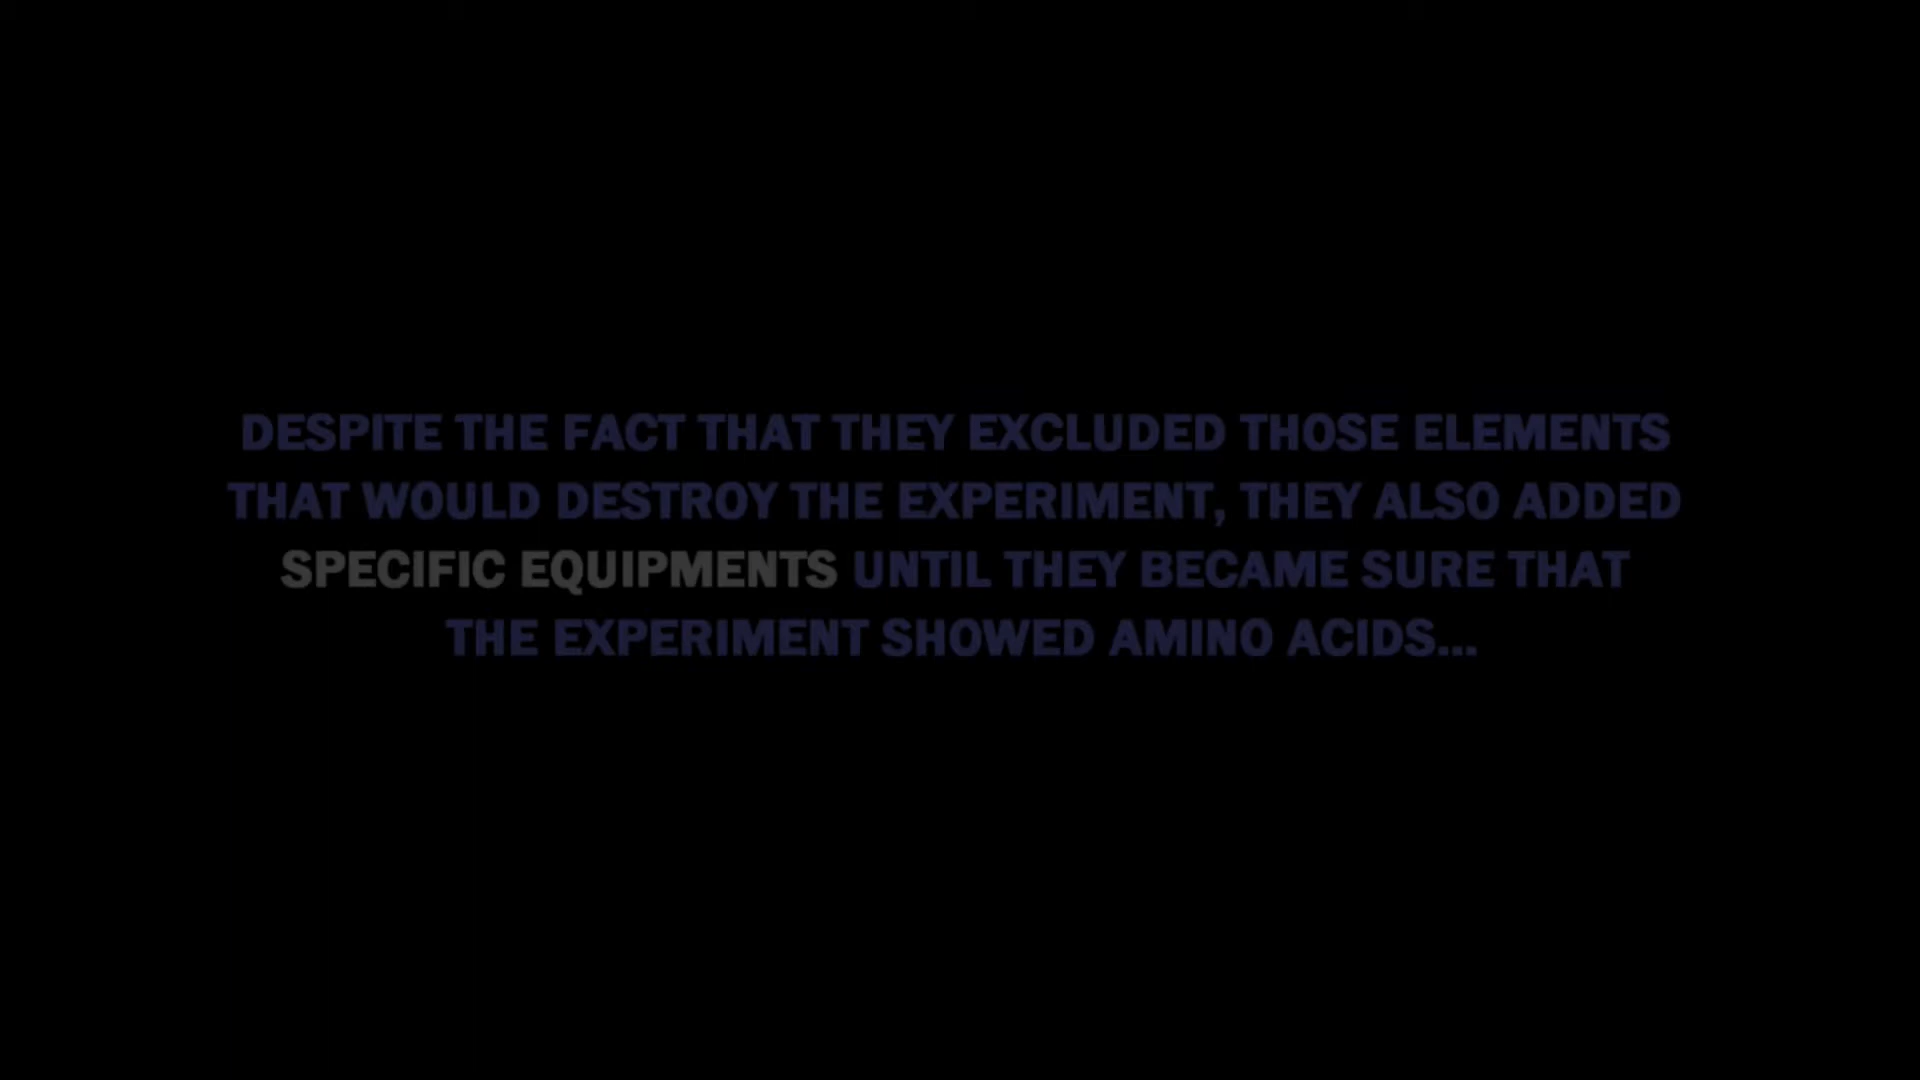 DESPITE THE FACT THAT THEY EXCLUDED THOSE ELEMENTS
THAT WOULD DESTROY THE EXPERIMENT, THEY ALSO ADDED
SPECIFIC EQUIPMENTS UNTIL THEY BECAME SURE THAT
THE EXPERIMENT SHOWED AMINO ACIDS...